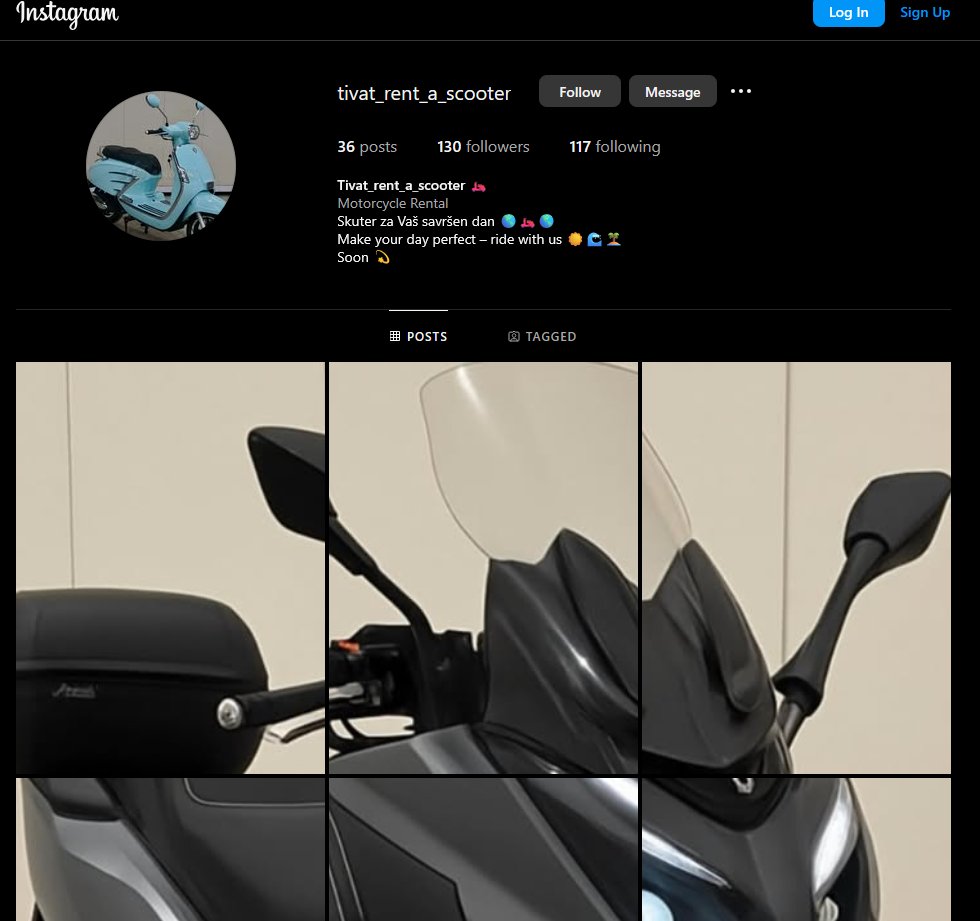 Instagram
Log In
Sign Up
tivat_rent_a_scooter
Follow
Message
36 posts
130 followers
117 following
Tivat_rent_a_scooter 🛵
Motorcycle Rental
Skuter za Vaš savršen dan 🌎 🛵 🌎
Make your day perfect – ride with us ☀️ 🌊 🏝️
Soon 💫
POSTS
TAGGED